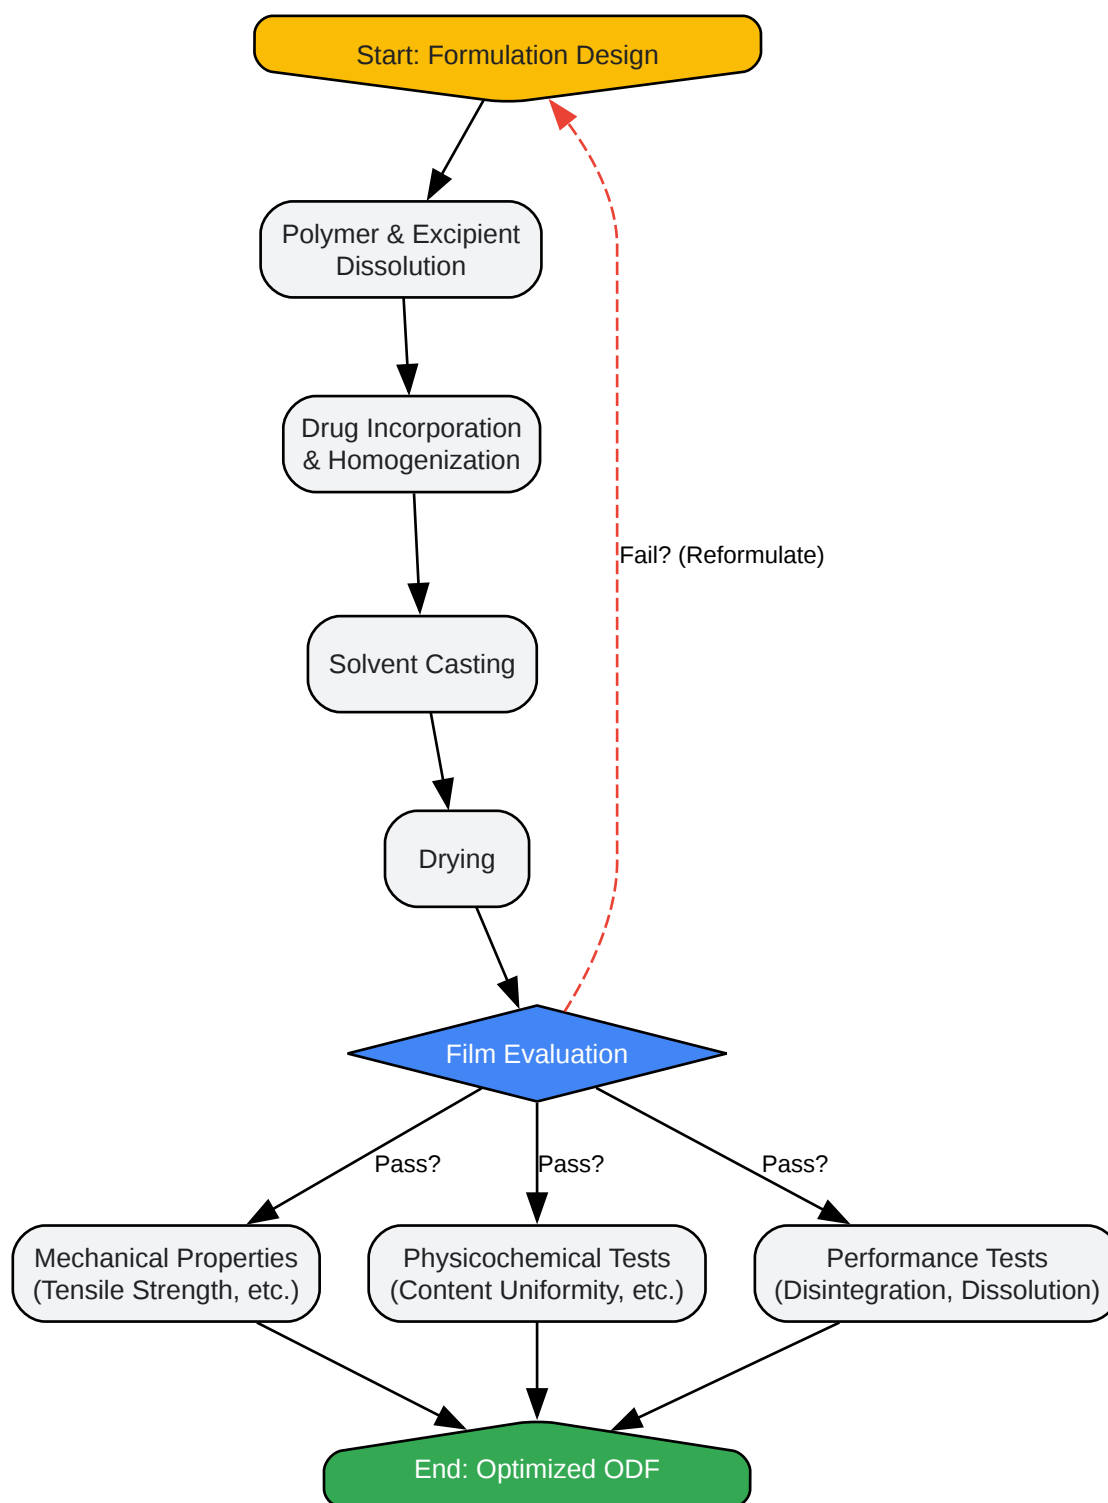 Start: Formulation Design
Polymer & Excipient
Dissolution
Drug Incorporation
& Homogenization
Fail? (Reformulate)
Solvent Casting
Drying
Film Evaluation
Pass?
Pass?
Pass?
Mechanical Properties
(Tensile Strength, etc.)
Physicochemical Tests
(Content Uniformity, etc.)
Performance Tests
(Disintegration, Dissolution)
End: Optimized ODF